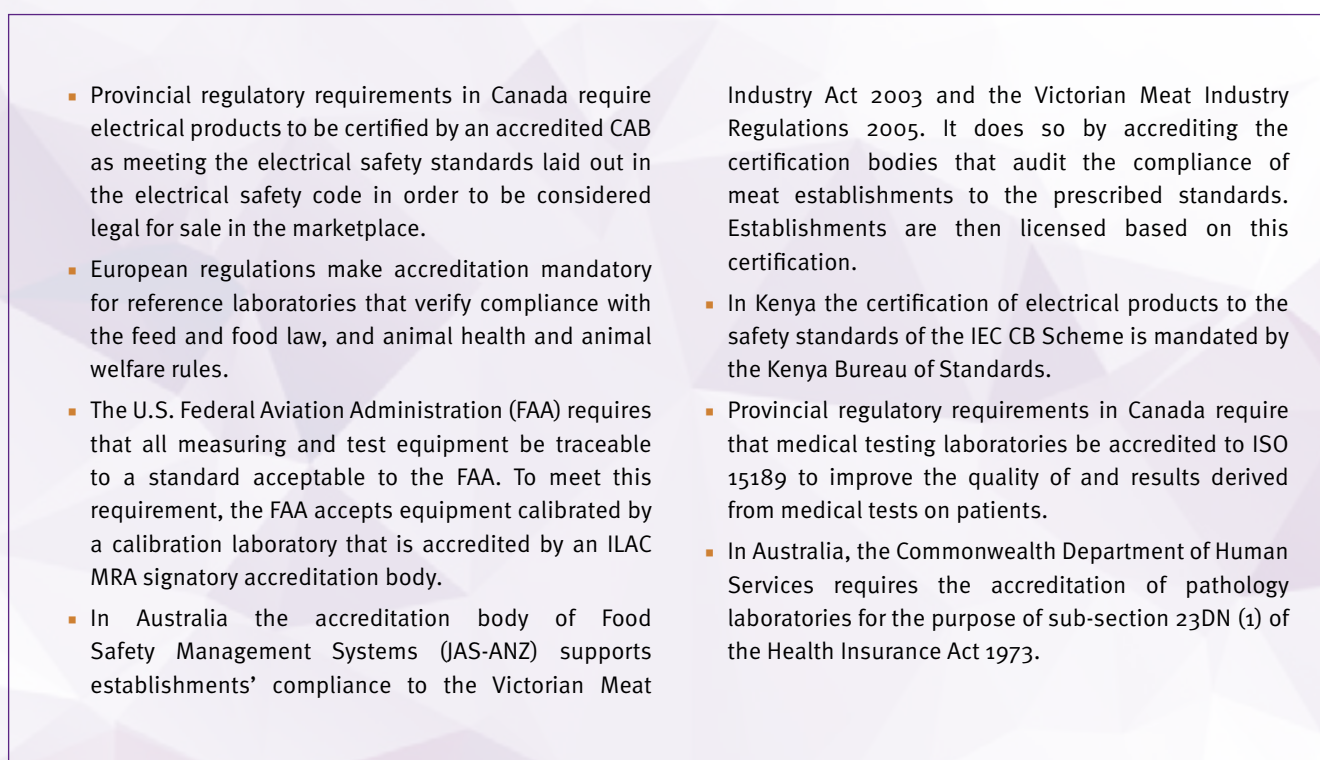 ▪ Provincial regulatory requirements in Canada require
electrical products to be certified by an accredited CAB
as meeting the electrical safety standards laid out in
the electrical safety code in order to be considered
legal for sale in the marketplace.
▪ European regulations make accreditation mandatory
for reference laboratories that verify compliance with
the feed and food law, and animal health and animal
welfare rules.
▪ The U.S. Federal Aviation Administration (FAA) requires
that all measuring and test equipment be traceable
to a standard acceptable to the FAA. To meet this
requirement, the FAA accepts equipment calibrated by
a calibration laboratory that is accredited by an ILAC
MRA signatory accreditation body.
▪ In Australia the accreditation body of Food
Safety Management Systems (JAS-ANZ) supports
establishments’ compliance to the Victorian Meat
Industry Act 2003 and the Victorian Meat Industry
Regulations 2005. It does so by accrediting the
certification bodies that audit the compliance of
meat establishments to the prescribed standards.
Establishments are then licensed based on this
certification.
▪ In Kenya the certification of electrical products to the
safety standards of the IEC CB Scheme is mandated by
the Kenya Bureau of Standards.
▪ Provincial regulatory requirements in Canada require
that medical testing laboratories be accredited to ISO
15189 to improve the quality of and results derived
from medical tests on patients.
▪ In Australia, the Commonwealth Department of Human
Services requires the accreditation of pathology
laboratories for the purpose of sub-section 23DN (1) of
the Health Insurance Act 1973.